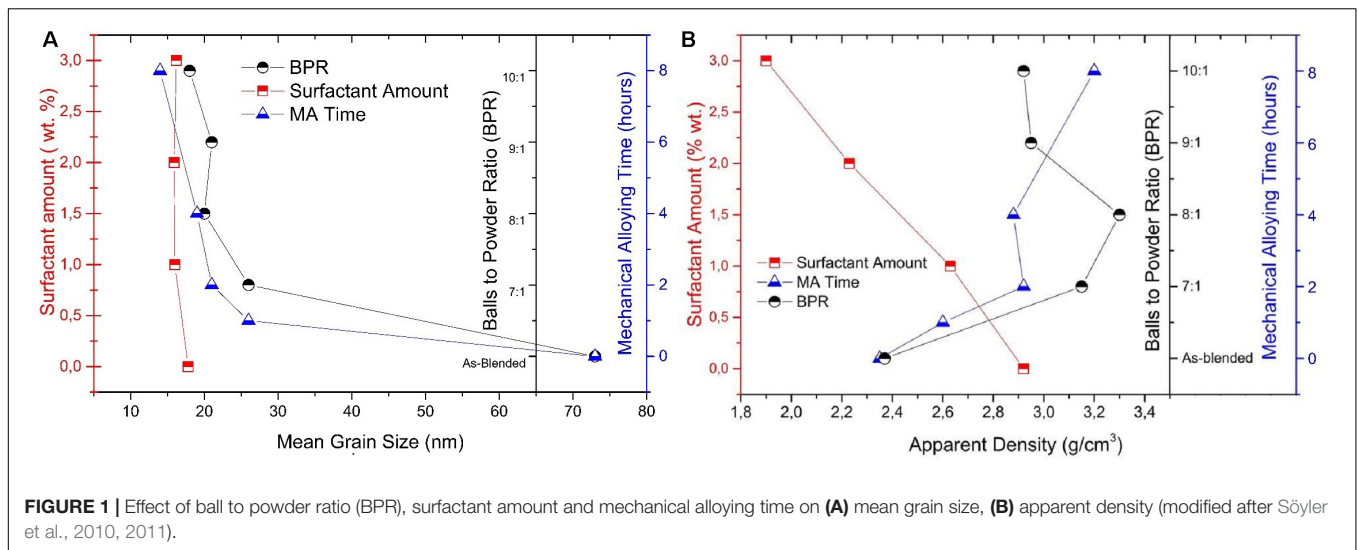 A
BPR
Surfactant Amount
MA Time
Surfactant amount ( wt. %)
3,0
2,5
2,0
1,5
1,0
0,5
0,0
10 20 30 40 50 60 70 80
Mean Grain Size (nm)
Balls to Powder Ratio (BPR)
10:1
9:1
8:1
7:1
As-Blended
Mechanical Alloying Time (hours)
8
6
4
2
0
B
Surfactant Amount (% wt.)
3,0
2,5
2,0
1,5
1,0
0,5
0,0
Surfactant Amount
MA Time
BPR
1,8 2,0 2,2 2,4 2,6 2,8 3,0 3,2 3,4
Apparent Density (g/cm³)
Balls to Powder Ratio (BPR)
10:1
9:1
8:1
7:1
As-blended
Mechanical Alloying Time (hours)
8
6
4
2
0
FIGURE 1 | Effect of ball to powder ratio (BPR), surfactant amount and mechanical alloying time on (A) mean grain size, (B) apparent density (modified after Söyler
et al., 2010, 2011).